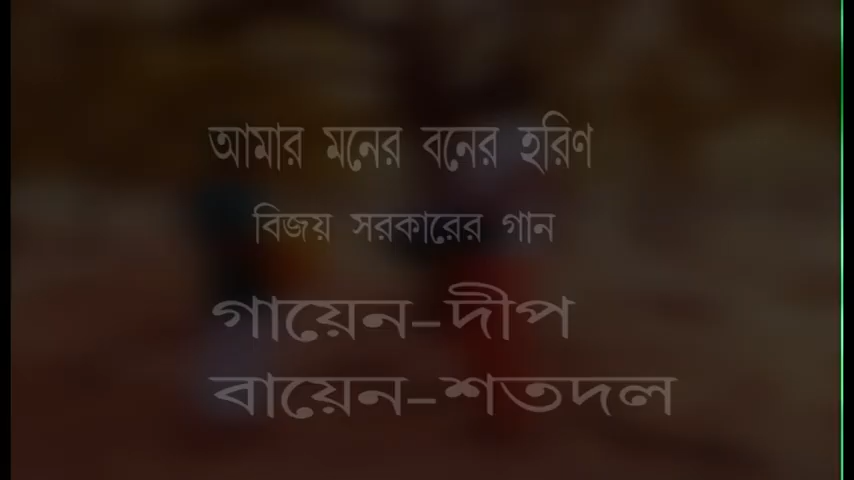 আমার মনের বনের হরিণ
বিজয় সরকারের গান
গায়েন-দীপ
বায়েন-শতদল